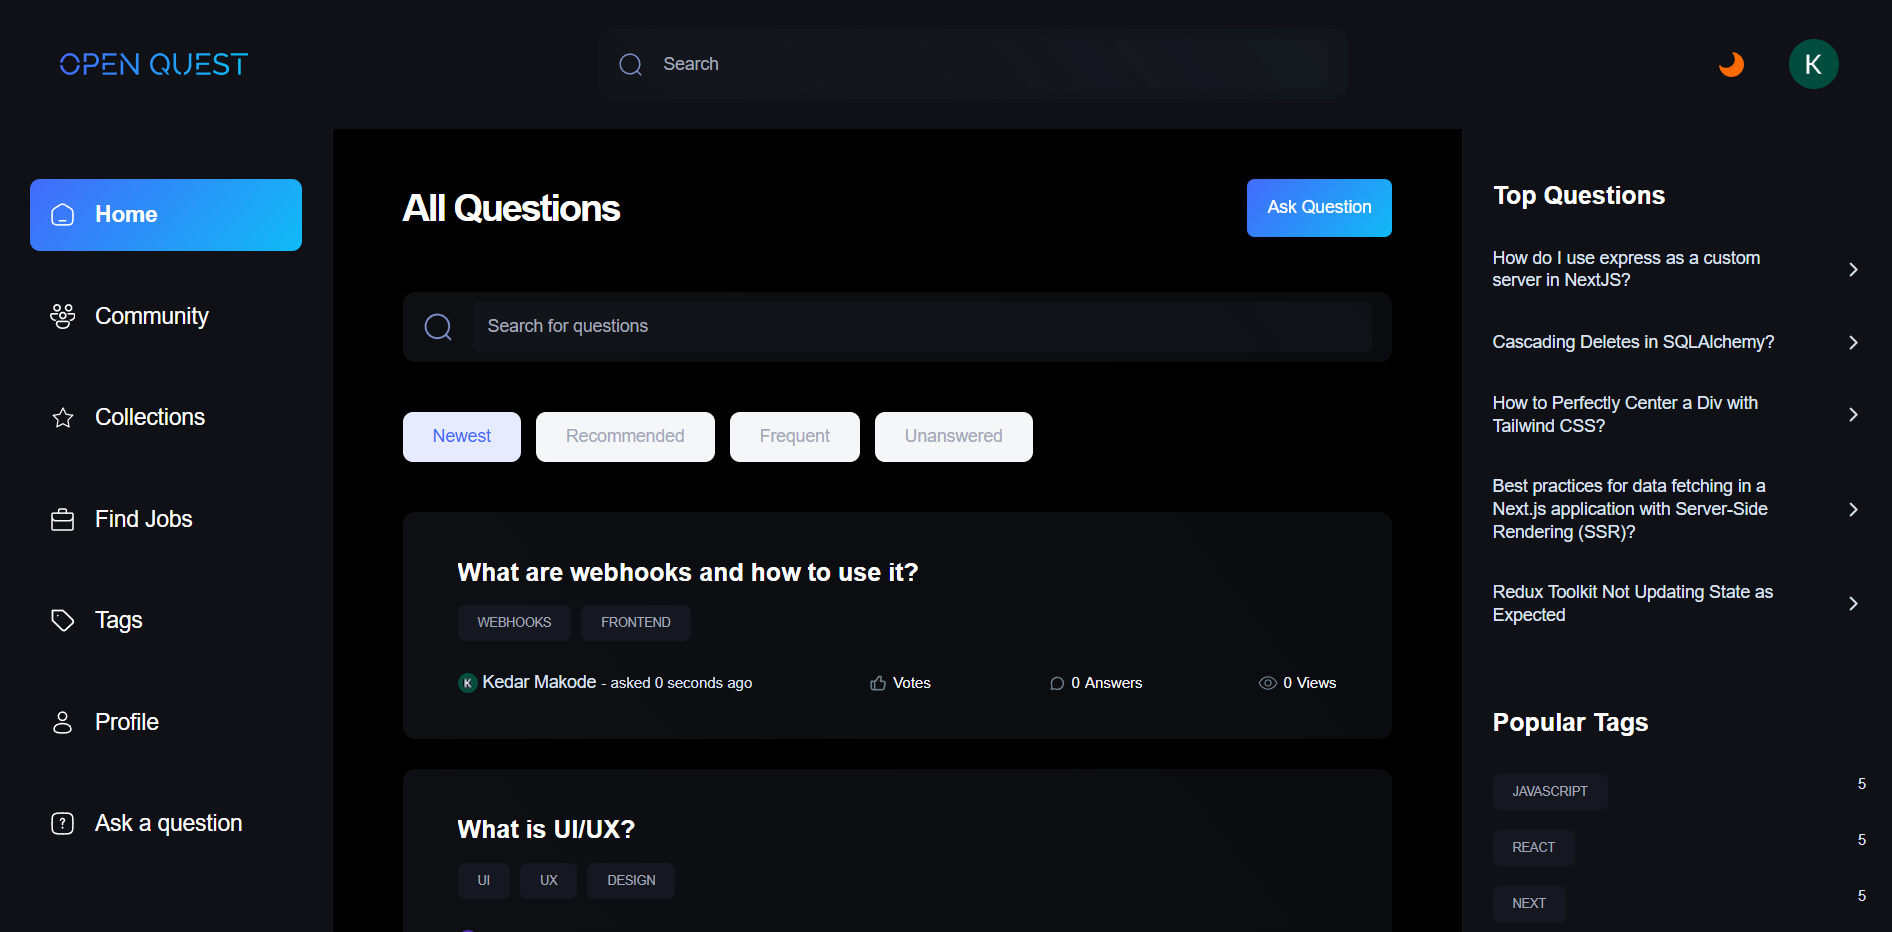 OPEN QUEST
Search
K
Home
Community
Collections
Find Jobs
Tags
Profile
Ask a question
All Questions
Ask Question
Search for questions
Newest
Recommended
Frequent
Unanswered
What are webhooks and how to use it?
WEBHOOKS
FRONTEND
K Kedar Makode - asked 0 seconds ago
Votes
0 Answers
0 Views
What is UI/UX?
UI
UX
DESIGN
Top Questions
How do I use express as a custom
server in NextJS?
Cascading Deletes in SQLAlchemy?
How to Perfectly Center a Div with
Tailwind CSS?
Best practices for data fetching in a
Next.js application with Server-Side
Rendering (SSR)?
Redux Toolkit Not Updating State as
Expected
Popular Tags
JAVASCRIPT 5
REACT 5
NEXT 5